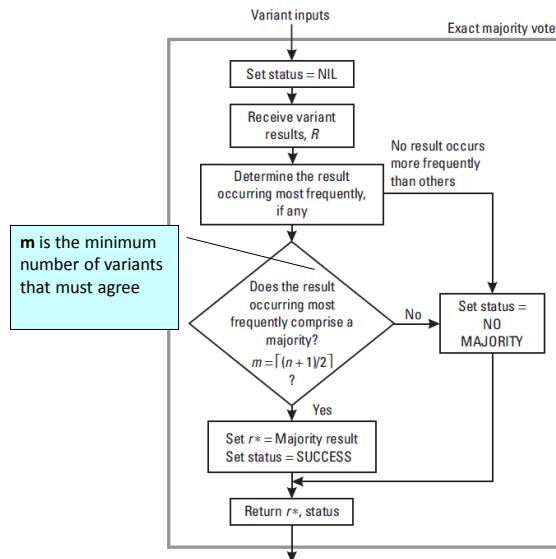 Variant inputs
Exact majority vote
Set status = NIL
Receive variant
results, R
No result occurs
more frequently
than others
Determine the result
occurring most frequently,
if any
m is the minimum
number of variants
that must agree
Does the result
occurring most
frequently comprise a
majority?
m = ⌈(n + 1)/2⌉
?
No
Set status =
NO
MAJORITY
Yes
Set r* = Majority result
Set status = SUCCESS
Return r*, status